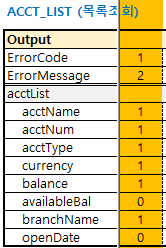 ACCT_LIST (목록조회)
Output
ErrorCode 1
ErrorMessage 2
acctList
acctName 1
acctNum 1
acctType 1
currency 1
balance 1
availableBal 0
branchName 1
openDate 0